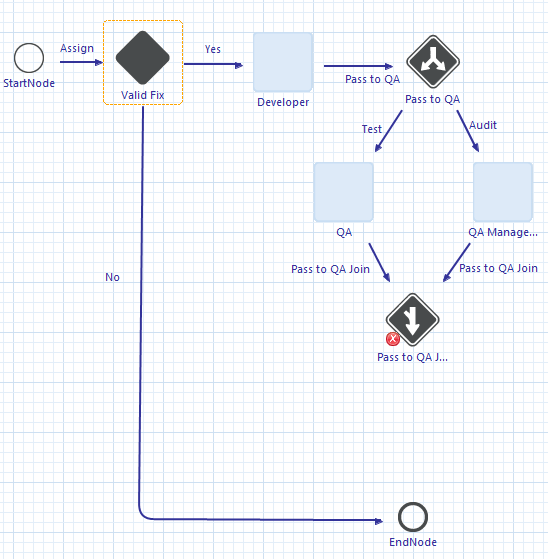 Assign
StartNode
Valid Fix
Yes
Developer
Pass to QA
Pass to QA
Test
Audit
QA
QA Manage...
Pass to QA Join
Pass to QA Join
Pass to QA J...
No
EndNode